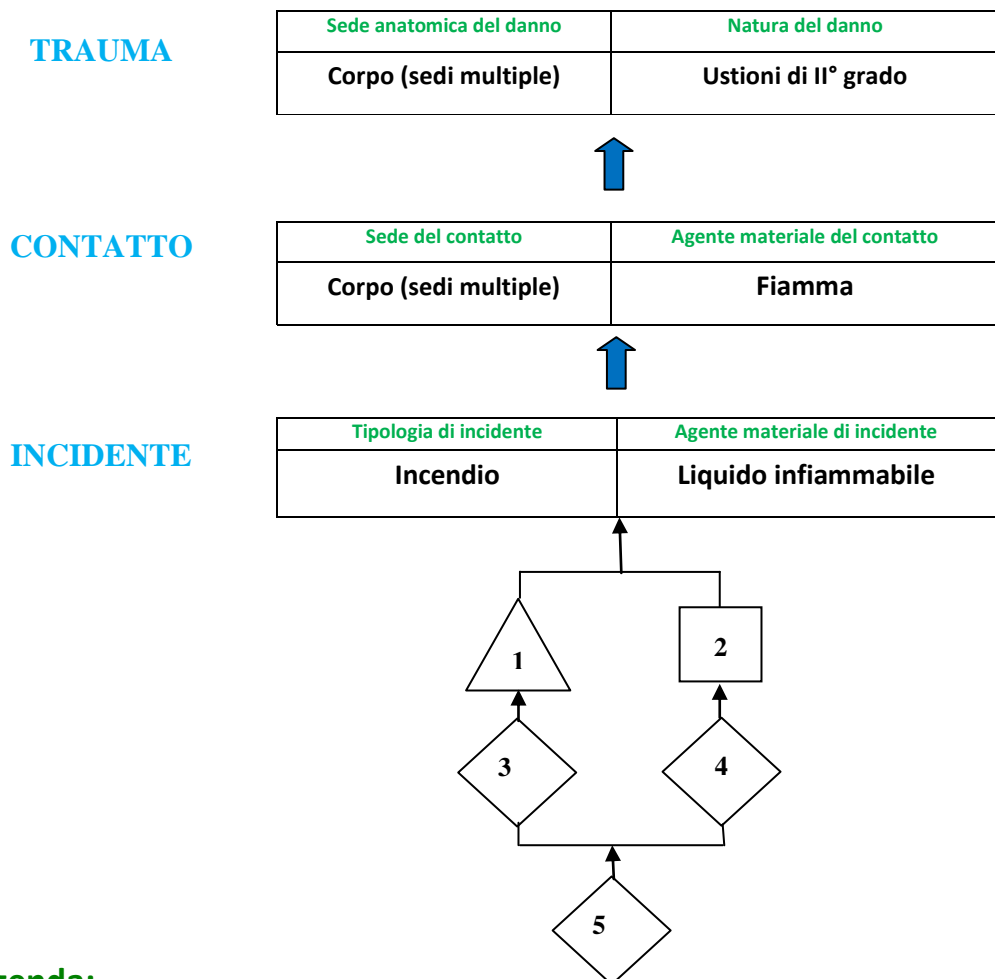 TRAUMA
Sede anatomica del danno Natura del danno
Corpo (sedi multiple) Ustioni di II° grado
CONTATTO
Sede del contatto Agente materiale del contatto
Corpo (sedi multiple) Fiamma
INCIDENTE
Tipologia di incidente Agente materiale di incidente
Incendio Liquido infiammabile
1 2
3 4
5